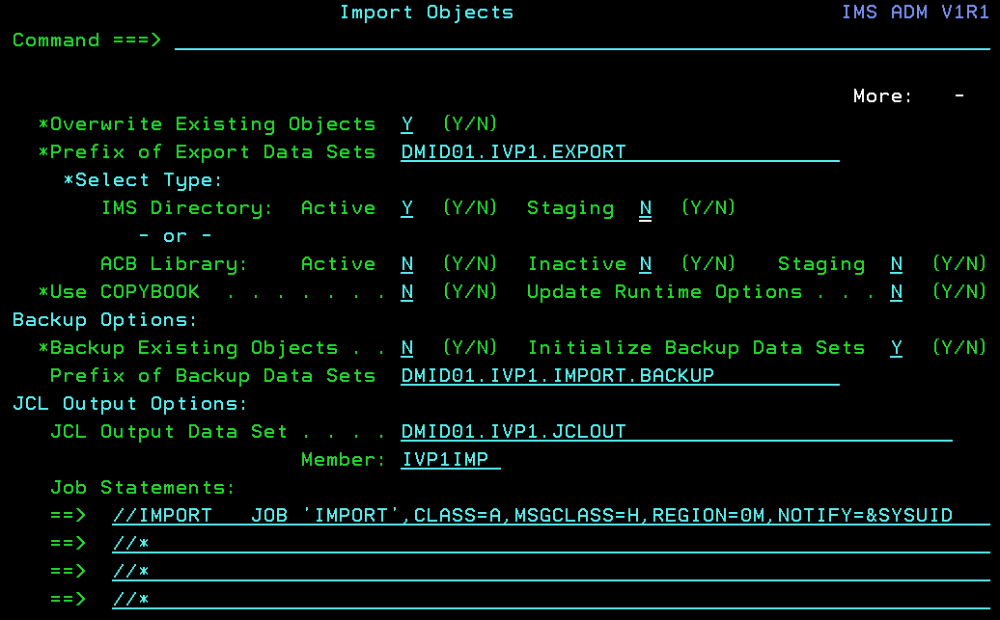 Import Objects IMS ADM V1R1
Command ===>
More: -
*Overwrite Existing Objects Y (Y/N)
*Prefix of Export Data Sets DMID01.IVP1.EXPORT
*Select Type:
IMS Directory: Active Y (Y/N) Staging N (Y/N)
- or -
ACB Library: Active N (Y/N) Inactive N (Y/N) Staging N (Y/N)
*Use COPYBOOK . . . . . . . N (Y/N) Update Runtime Options . . . N (Y/N)
Backup Options:
*Backup Existing Objects . . N (Y/N) Initialize Backup Data Sets Y (Y/N)
Prefix of Backup Data Sets DMID01.IVP1.IMPORT.BACKUP
JCL Output Options:
JCL Output Data Set . . . . DMID01.IVP1.JCLOUT
Member: IVP1IMP
Job Statements:
==> //IMPORT JOB 'IMPORT',CLASS=A,MSGCLASS=H,REGION=0M,NOTIFY=&SYSUID
==> //*
==> //*
==> //*